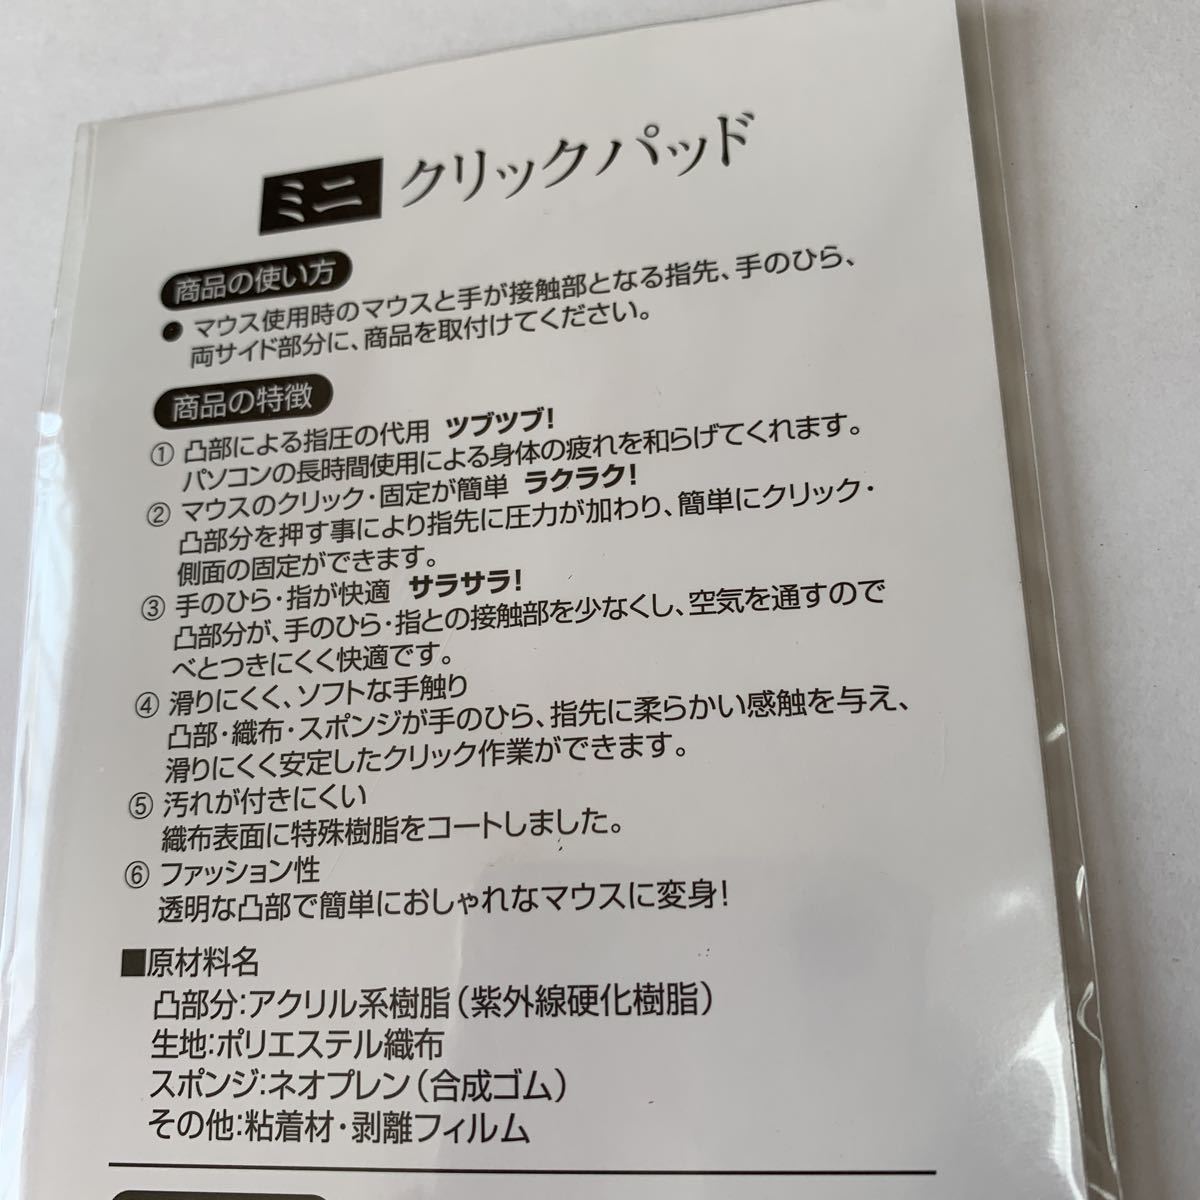 ミニ クリックパッド
商品の使い方
● マウス使用時のマウスと手が接触部となる指先、手のひら、
両サイド部分に、商品を取付けてください。
商品の特徴
① 凸部による指圧の代用 ツブツブ!
パソコンの長時間使用による身体の疲れを和らげてくれます。
② マウスのクリック・固定が簡単 ラクラク!
凸部分を押す事により指先に圧力が加わり、簡単にクリック・
側面の固定ができます。
③ 手のひら・指が快適 サラサラ!
凸部分が、手のひら・指との接触部を少なくし、空気を通すので
べとつきにくく快適です。
④ 滑りにくく、ソフトな手触り
凸部・織布・スポンジが手のひら、指先に柔らかい感触を与え、
滑りにくく安定したクリック作業ができます。
⑤ 汚れが付きにくい
織布表面に特殊樹脂をコートしました。
⑥ ファッション性
透明な凸部で簡単におしゃれなマウスに変身!
■原材料名
凸部分:アクリル系樹脂(紫外線硬化樹脂)
生地:ポリエステル織布
スポンジ:ネオプレン(合成ゴム)
その他:粘着材・剥離フィルム